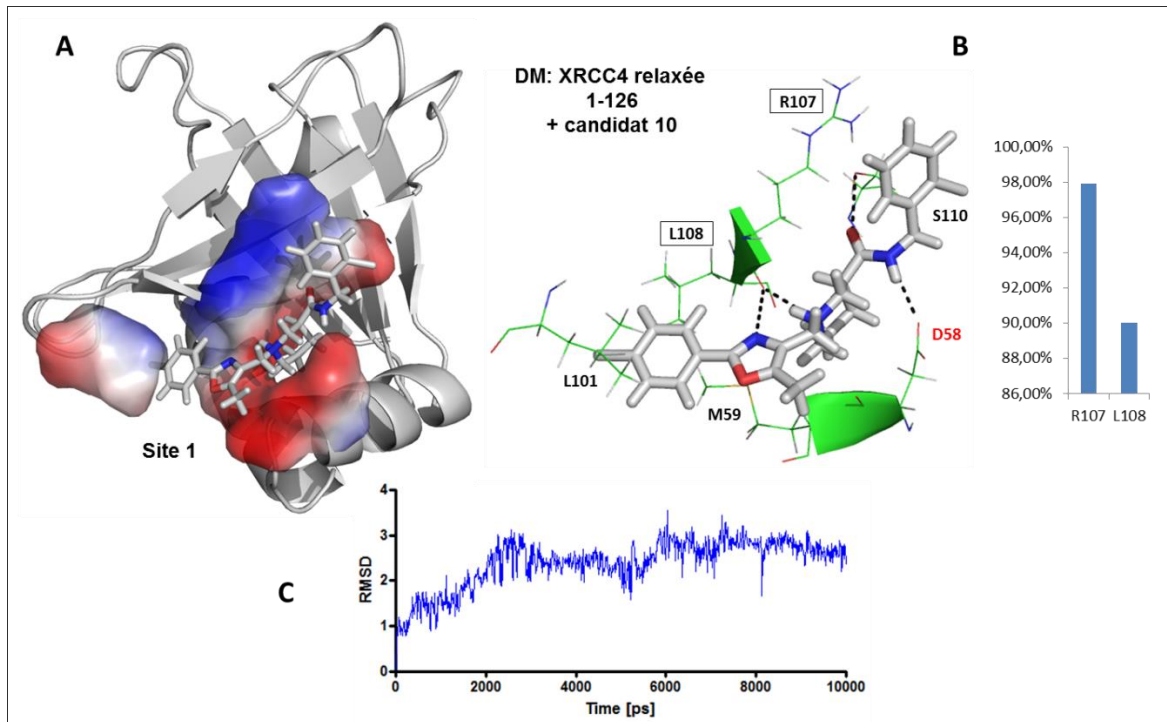 A
B
DM: XRCC4 relaxée
1-126
+ candidat 10
R107
S110
L108
D58
L101
M59
Site 1
100,00%
98,00%
96,00%
94,00%
92,00%
90,00%
88,00%
86,00%
R107 L108
C
RMSD
4
3
2
1
0
0 2000 4000 6000 8000 10000
Time [ps]